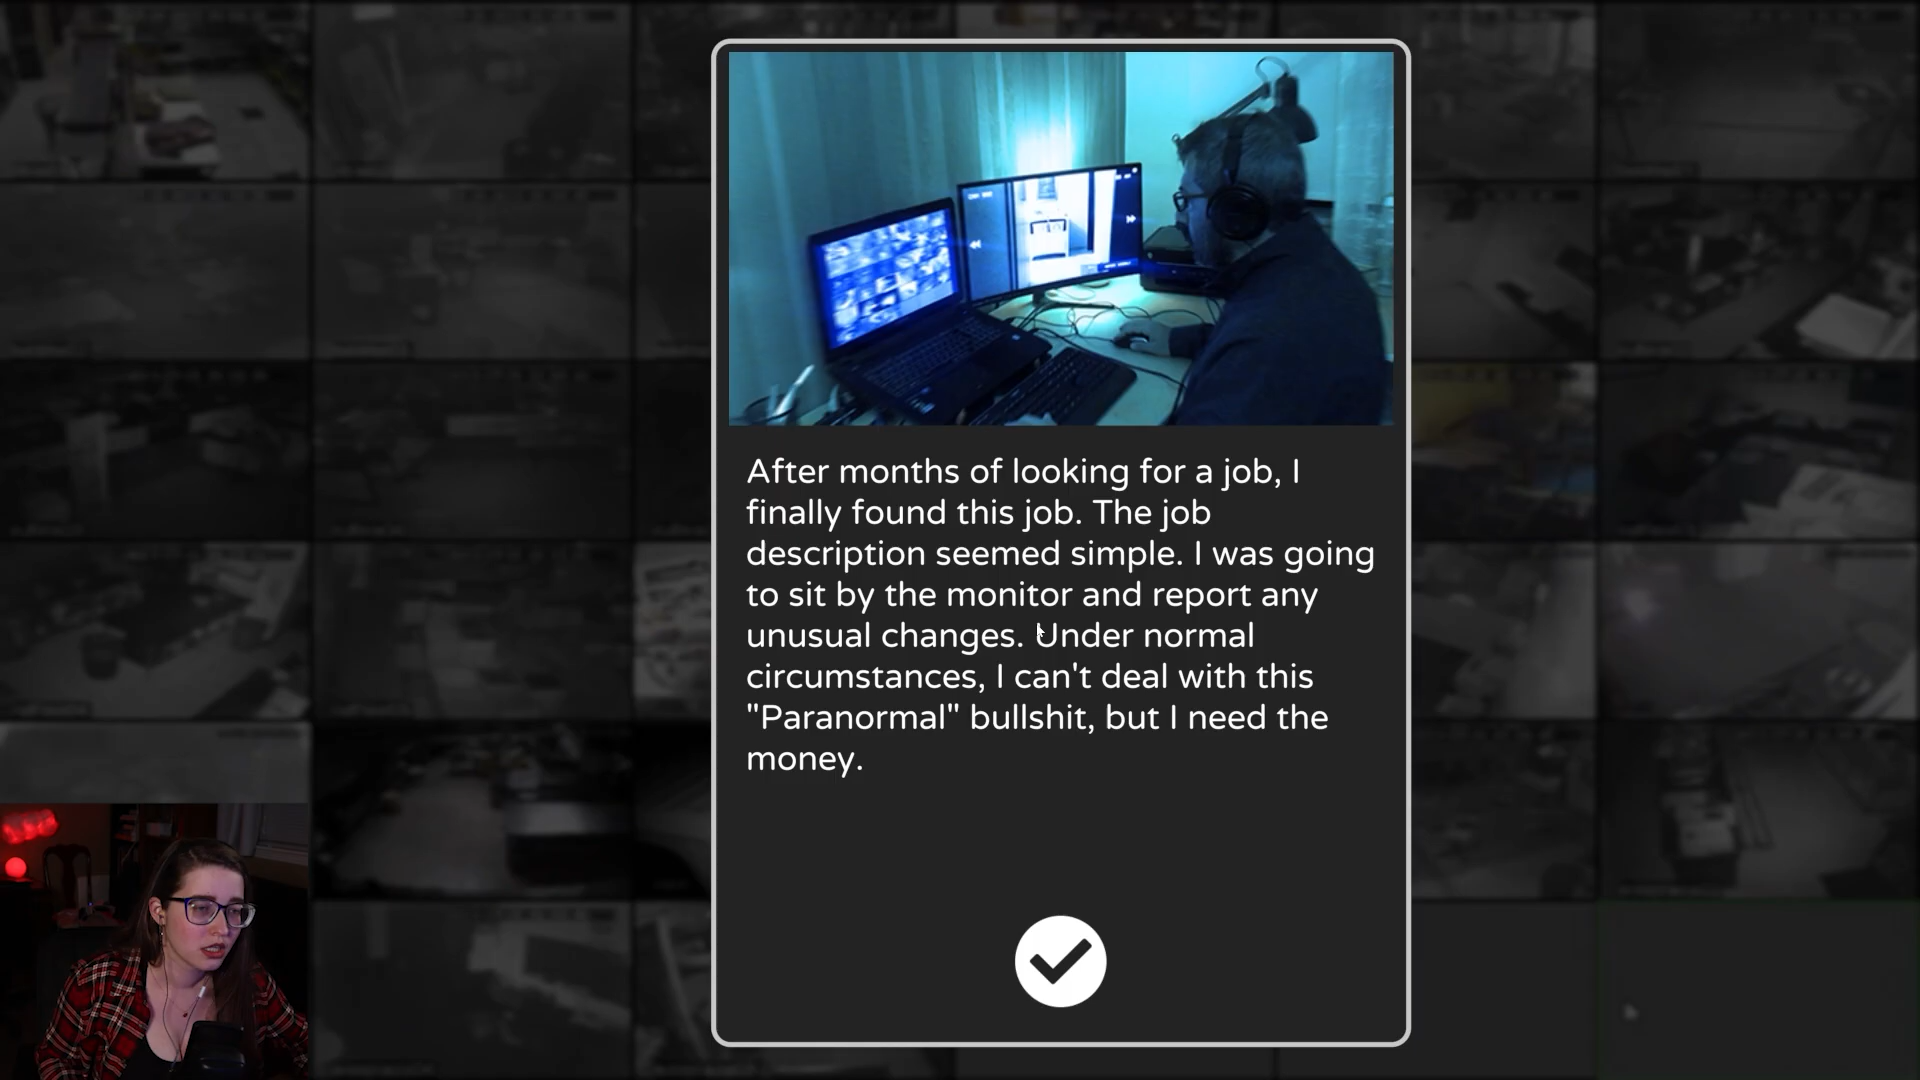 After months of looking for a job, I
finally found this job. The job
description seemed simple. I was going
to sit by the monitor and report any
unusual changes. Under normal
circumstances, I can't deal with this
"Paranormal" bullshit, but I need the
money.